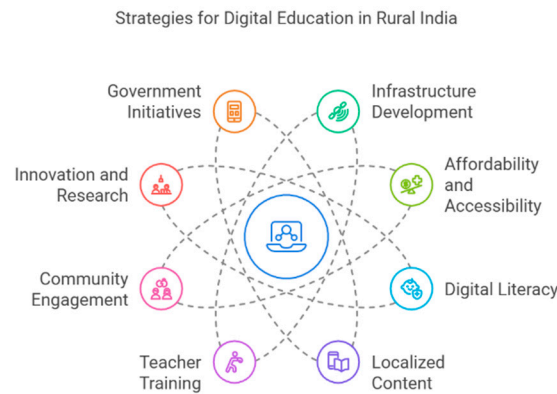 Strategies for Digital Education in Rural India
Government
Initiatives
Infrastructure
Development
Innovation and
Research
Affordability
and
Accessibility
Community
Engagement
Digital Literacy
Teacher
Training
Localized
Content